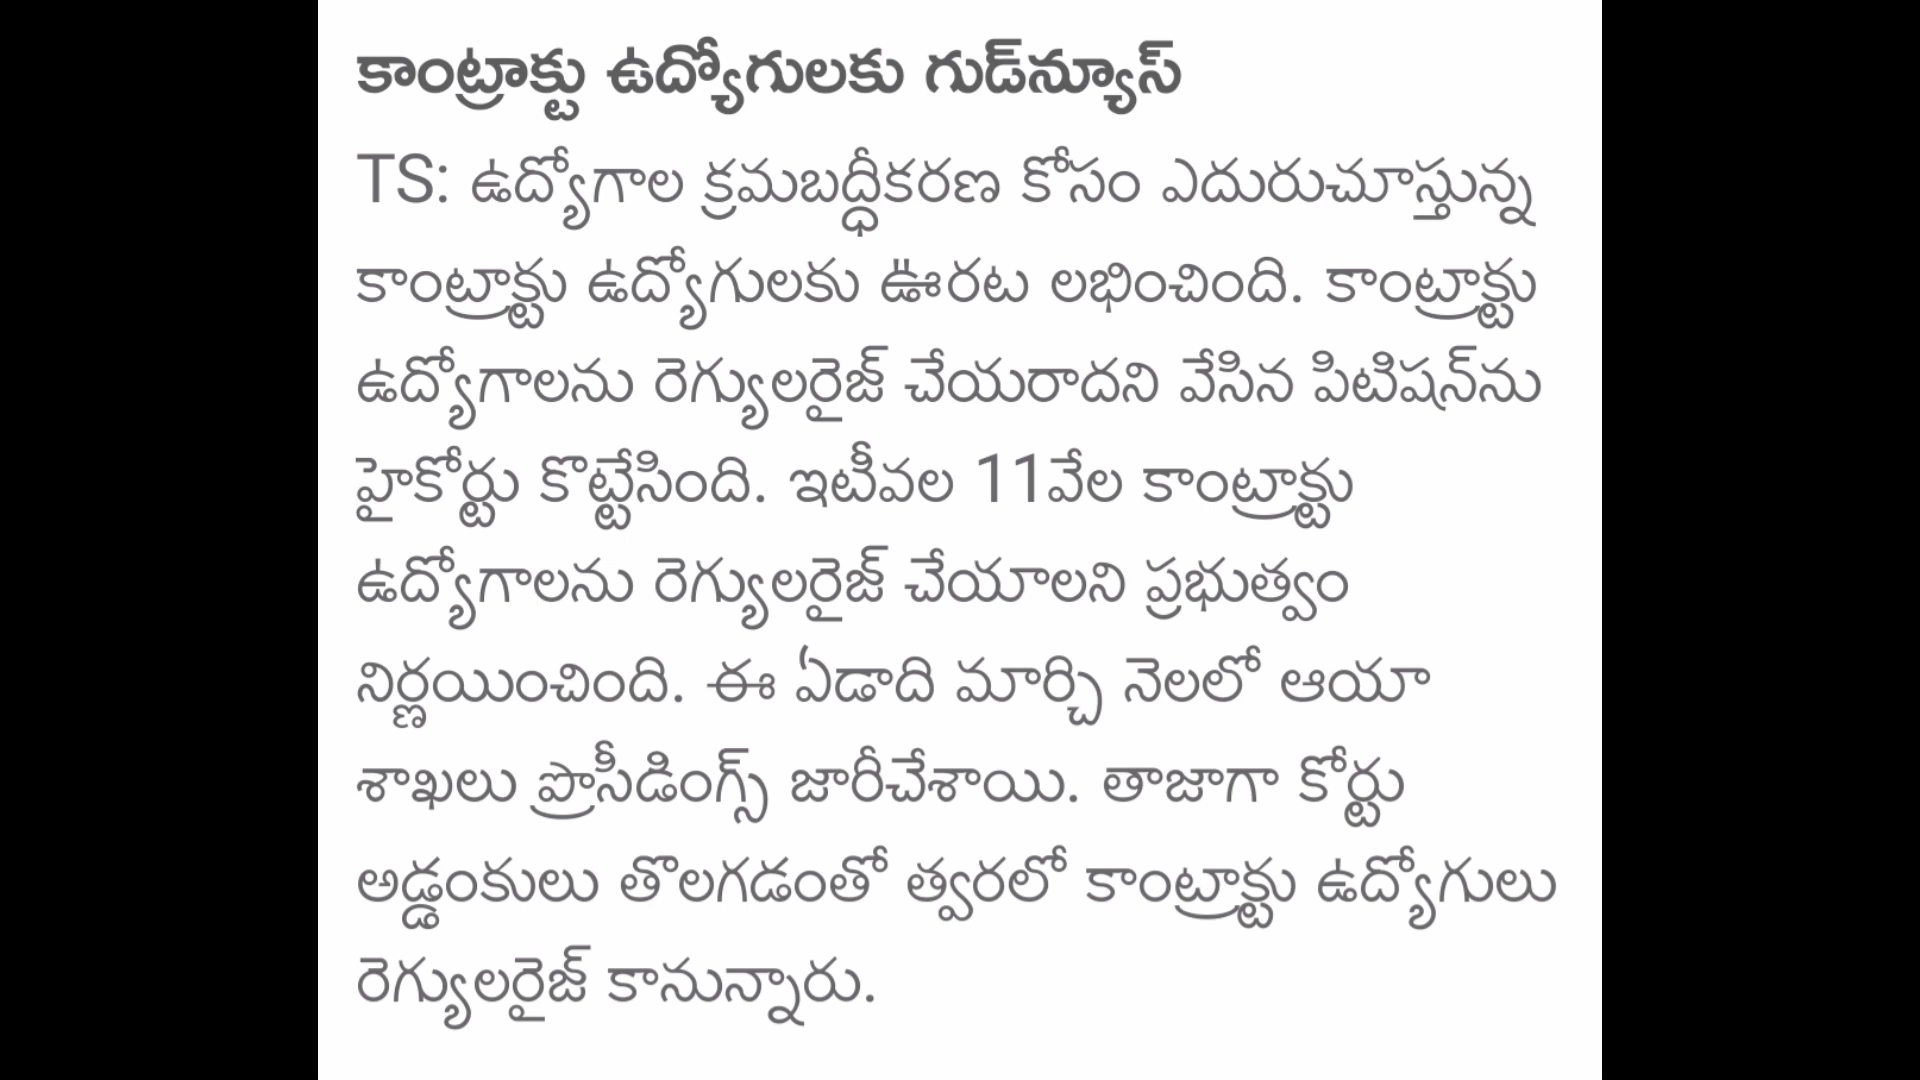 కాంట్రాక్టు ఉద్యోగులకు గుడ్‌న్యూస్
TS: ఉద్యోగాల క్రమబద్ధీకరణ కోసం ఎదురుచూస్తున్న
కాంట్రాక్టు ఉద్యోగులకు ఊరట లభించింది. కాంట్రాక్టు
ఉద్యోగాలను రెగ్యులరైజ్ చేయరాదని వేసిన పిటిషన్‌ను
హైకోర్టు కొట్టేసింది. ఇటీవల 11వేల కాంట్రాక్టు
ఉద్యోగాలను రెగ్యులరైజ్ చేయాలని ప్రభుత్వం
నిర్ణయించింది. ఈ ఏడాది మార్చి నెలలో ఆయా
శాఖలు ప్రొసీడింగ్స్ జారీచేశాయి. తాజాగా కోర్టు
అడ్డంకులు తొలగడంతో త్వరలో కాంట్రాక్టు ఉద్యోగులు
రెగ్యులరైజ్ కానున్నారు.